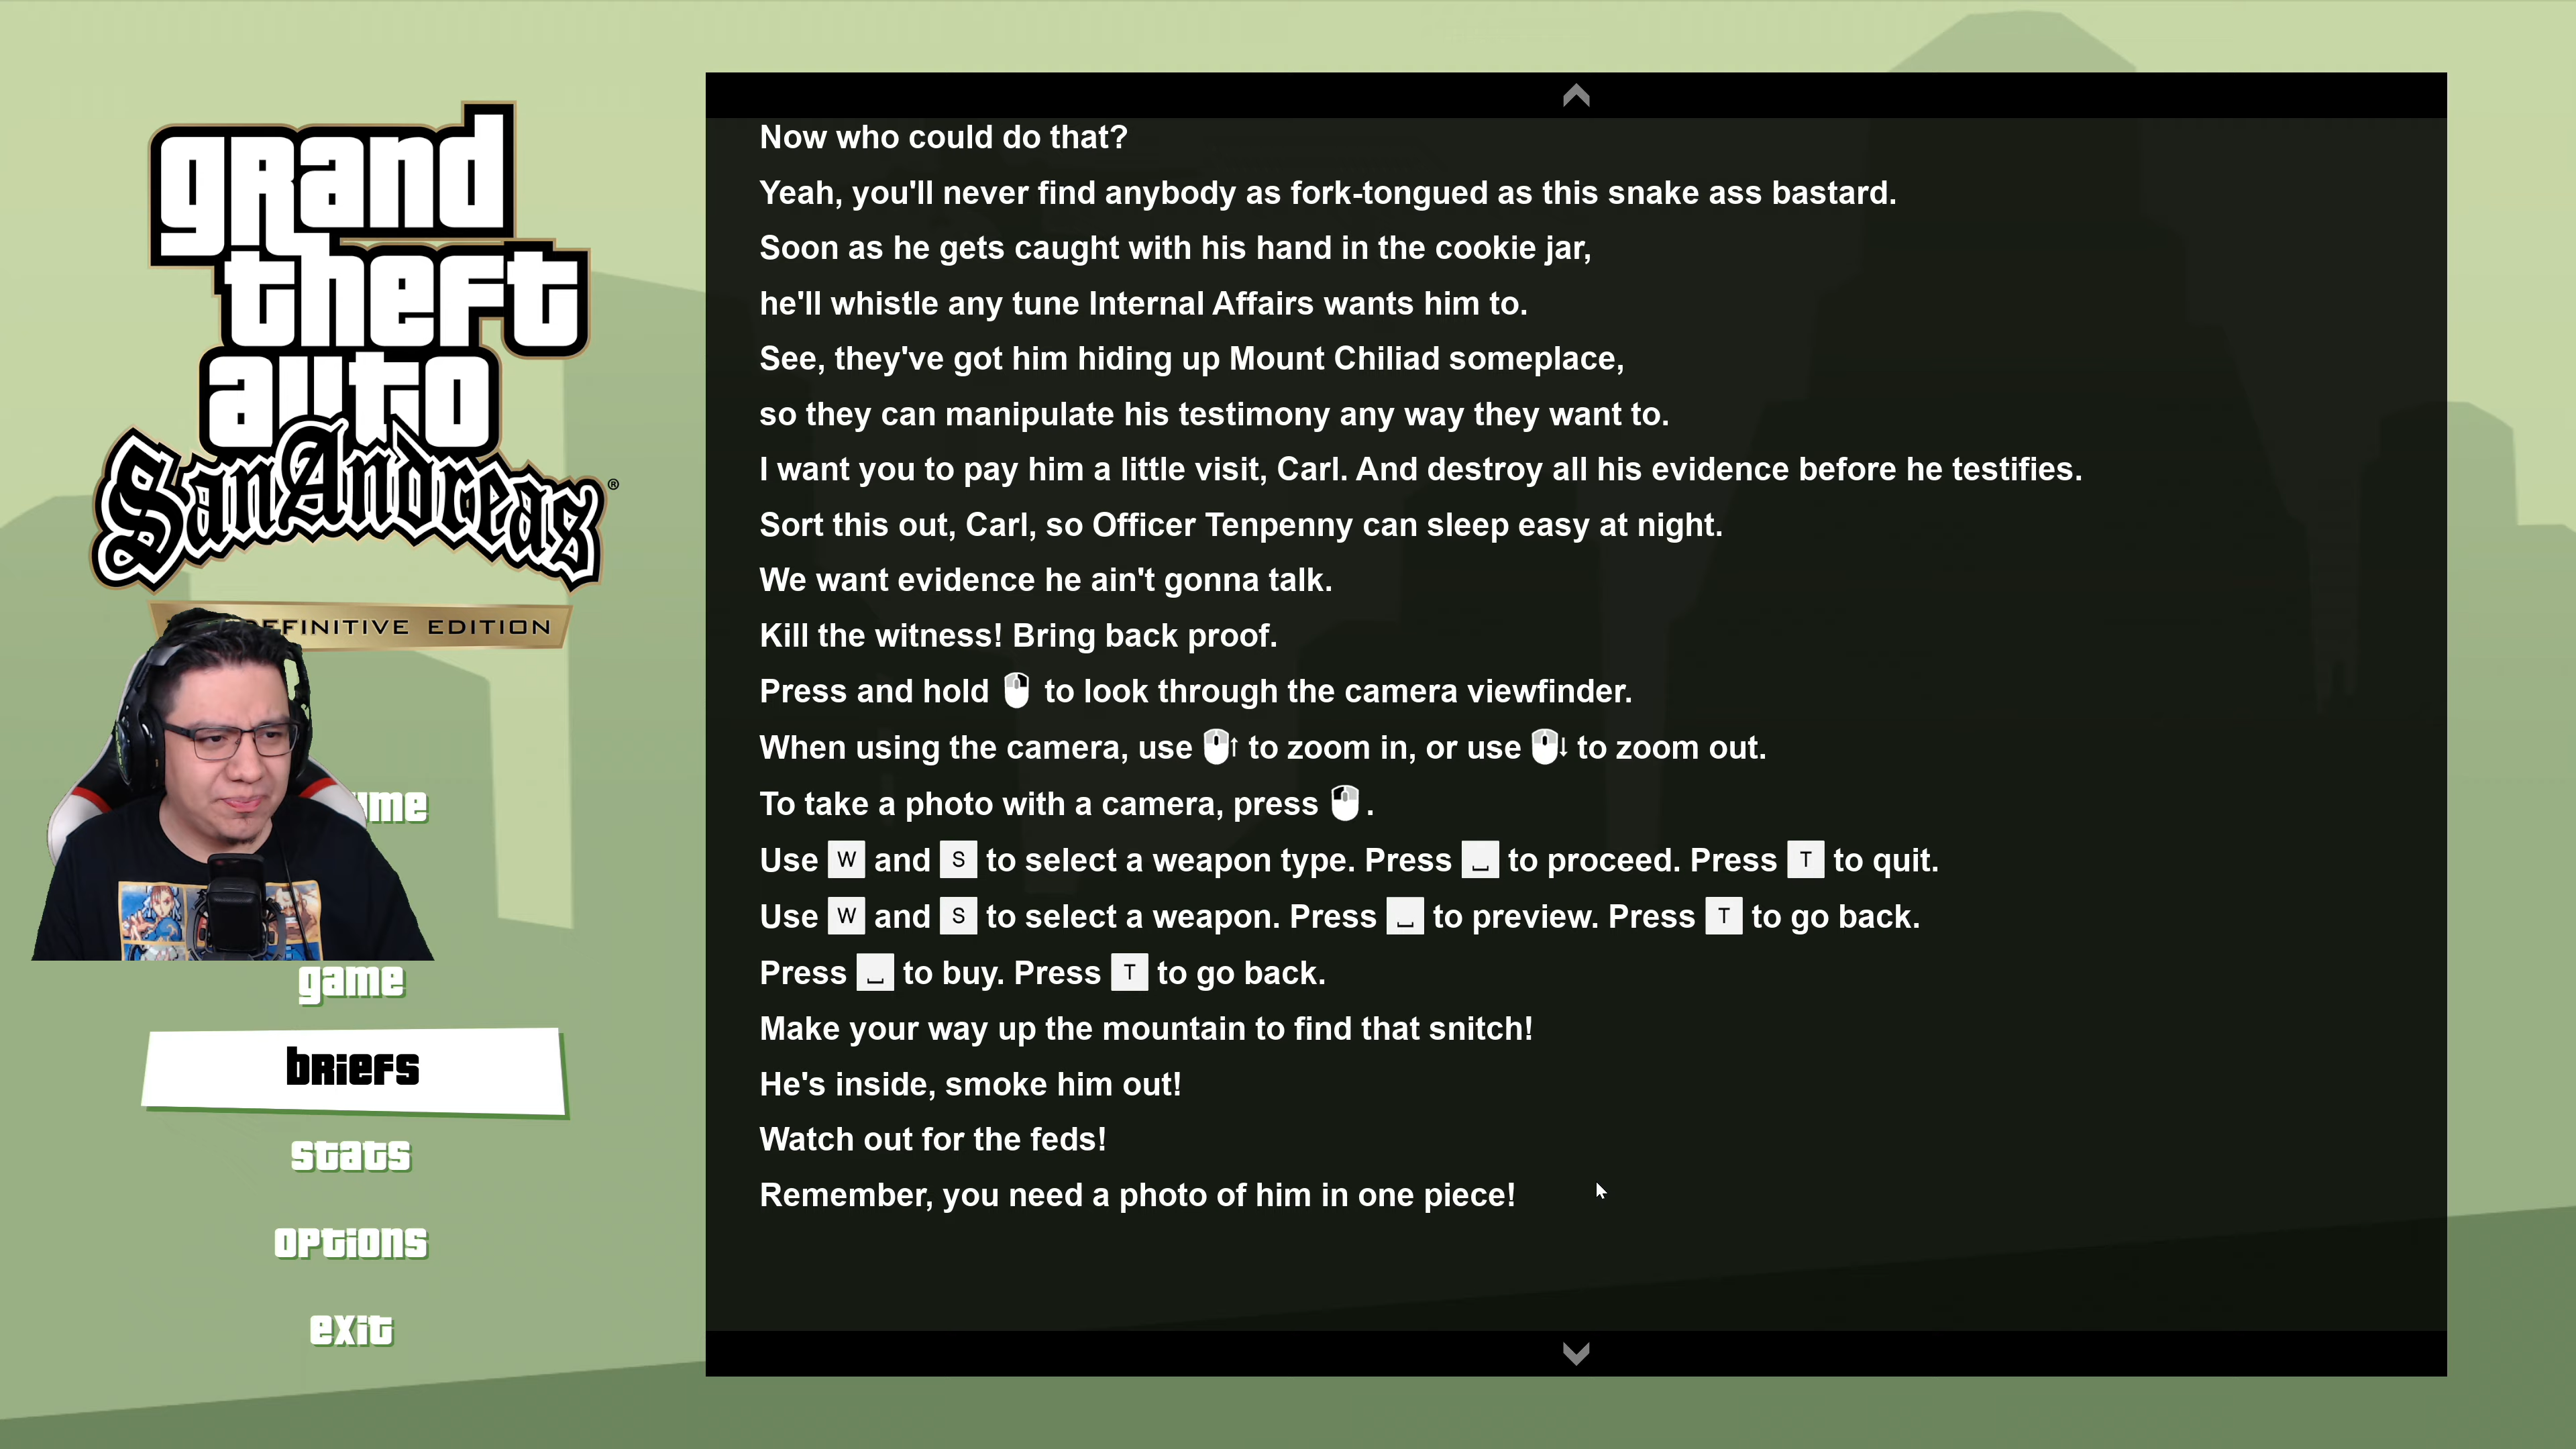 grand
theft
auto
San Andreas®
EFINITIVE EDITION
ume
game
briefs
stats
options
exit
Now who could do that?
Yeah, you'll never find anybody as fork-tongued as this snake ass bastard.
Soon as he gets caught with his hand in the cookie jar,
he'll whistle any tune Internal Affairs wants him to.
See, they've got him hiding up Mount Chiliad someplace,
so they can manipulate his testimony any way they want to.
I want you to pay him a little visit, Carl. And destroy all his evidence before he testifies.
Sort this out, Carl, so Officer Tenpenny can sleep easy at night.
We want evidence he ain't gonna talk.
Kill the witness! Bring back proof.
Press and hold to look through the camera viewfinder.
When using the camera, use to zoom in, or use to zoom out.
To take a photo with a camera, press .
Use W and S to select a weapon type. Press to proceed. Press T to quit.
Use W and S to select a weapon. Press to preview. Press T to go back.
Press to buy. Press T to go back.
Make your way up the mountain to find that snitch!
He's inside, smoke him out!
Watch out for the feds!
Remember, you need a photo of him in one piece!